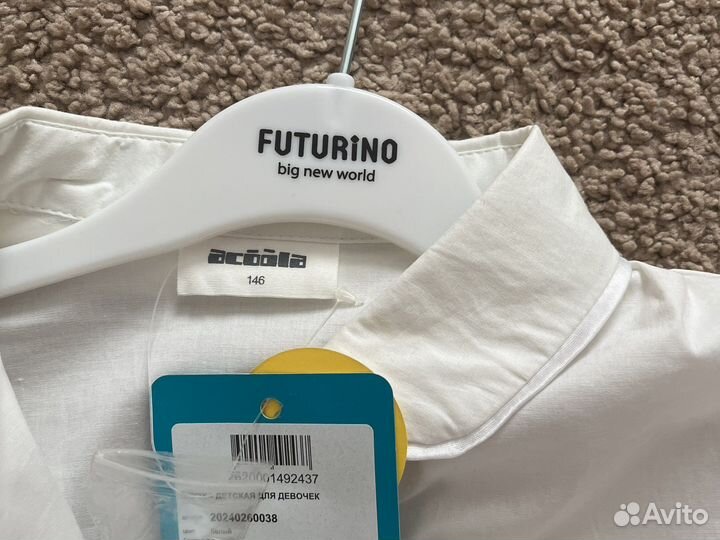 FUTURiNO
big new world
acoola
146
2620001492437
ДЕТСКАЯ ДЛЯ ДЕВОЧЕК
20240260038
белый
Avito